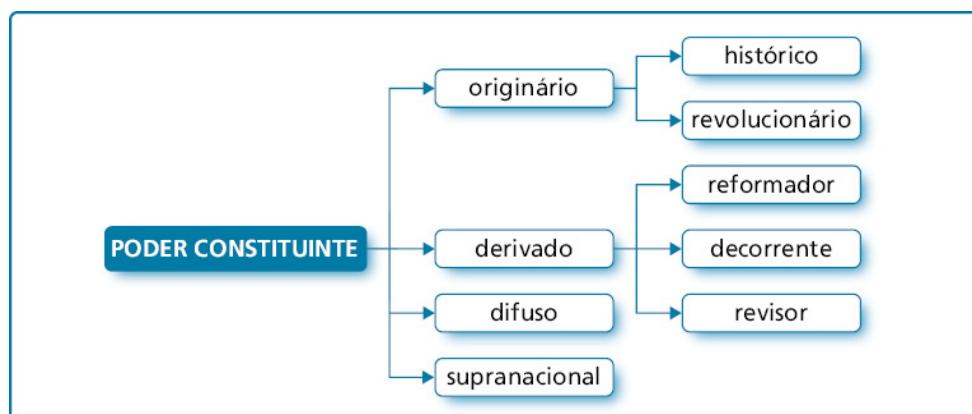 histórico
originário
revolucionário
reformador
PODER CONSTITUINTE
derivado
decorrente
difuso
revisor
supranacional